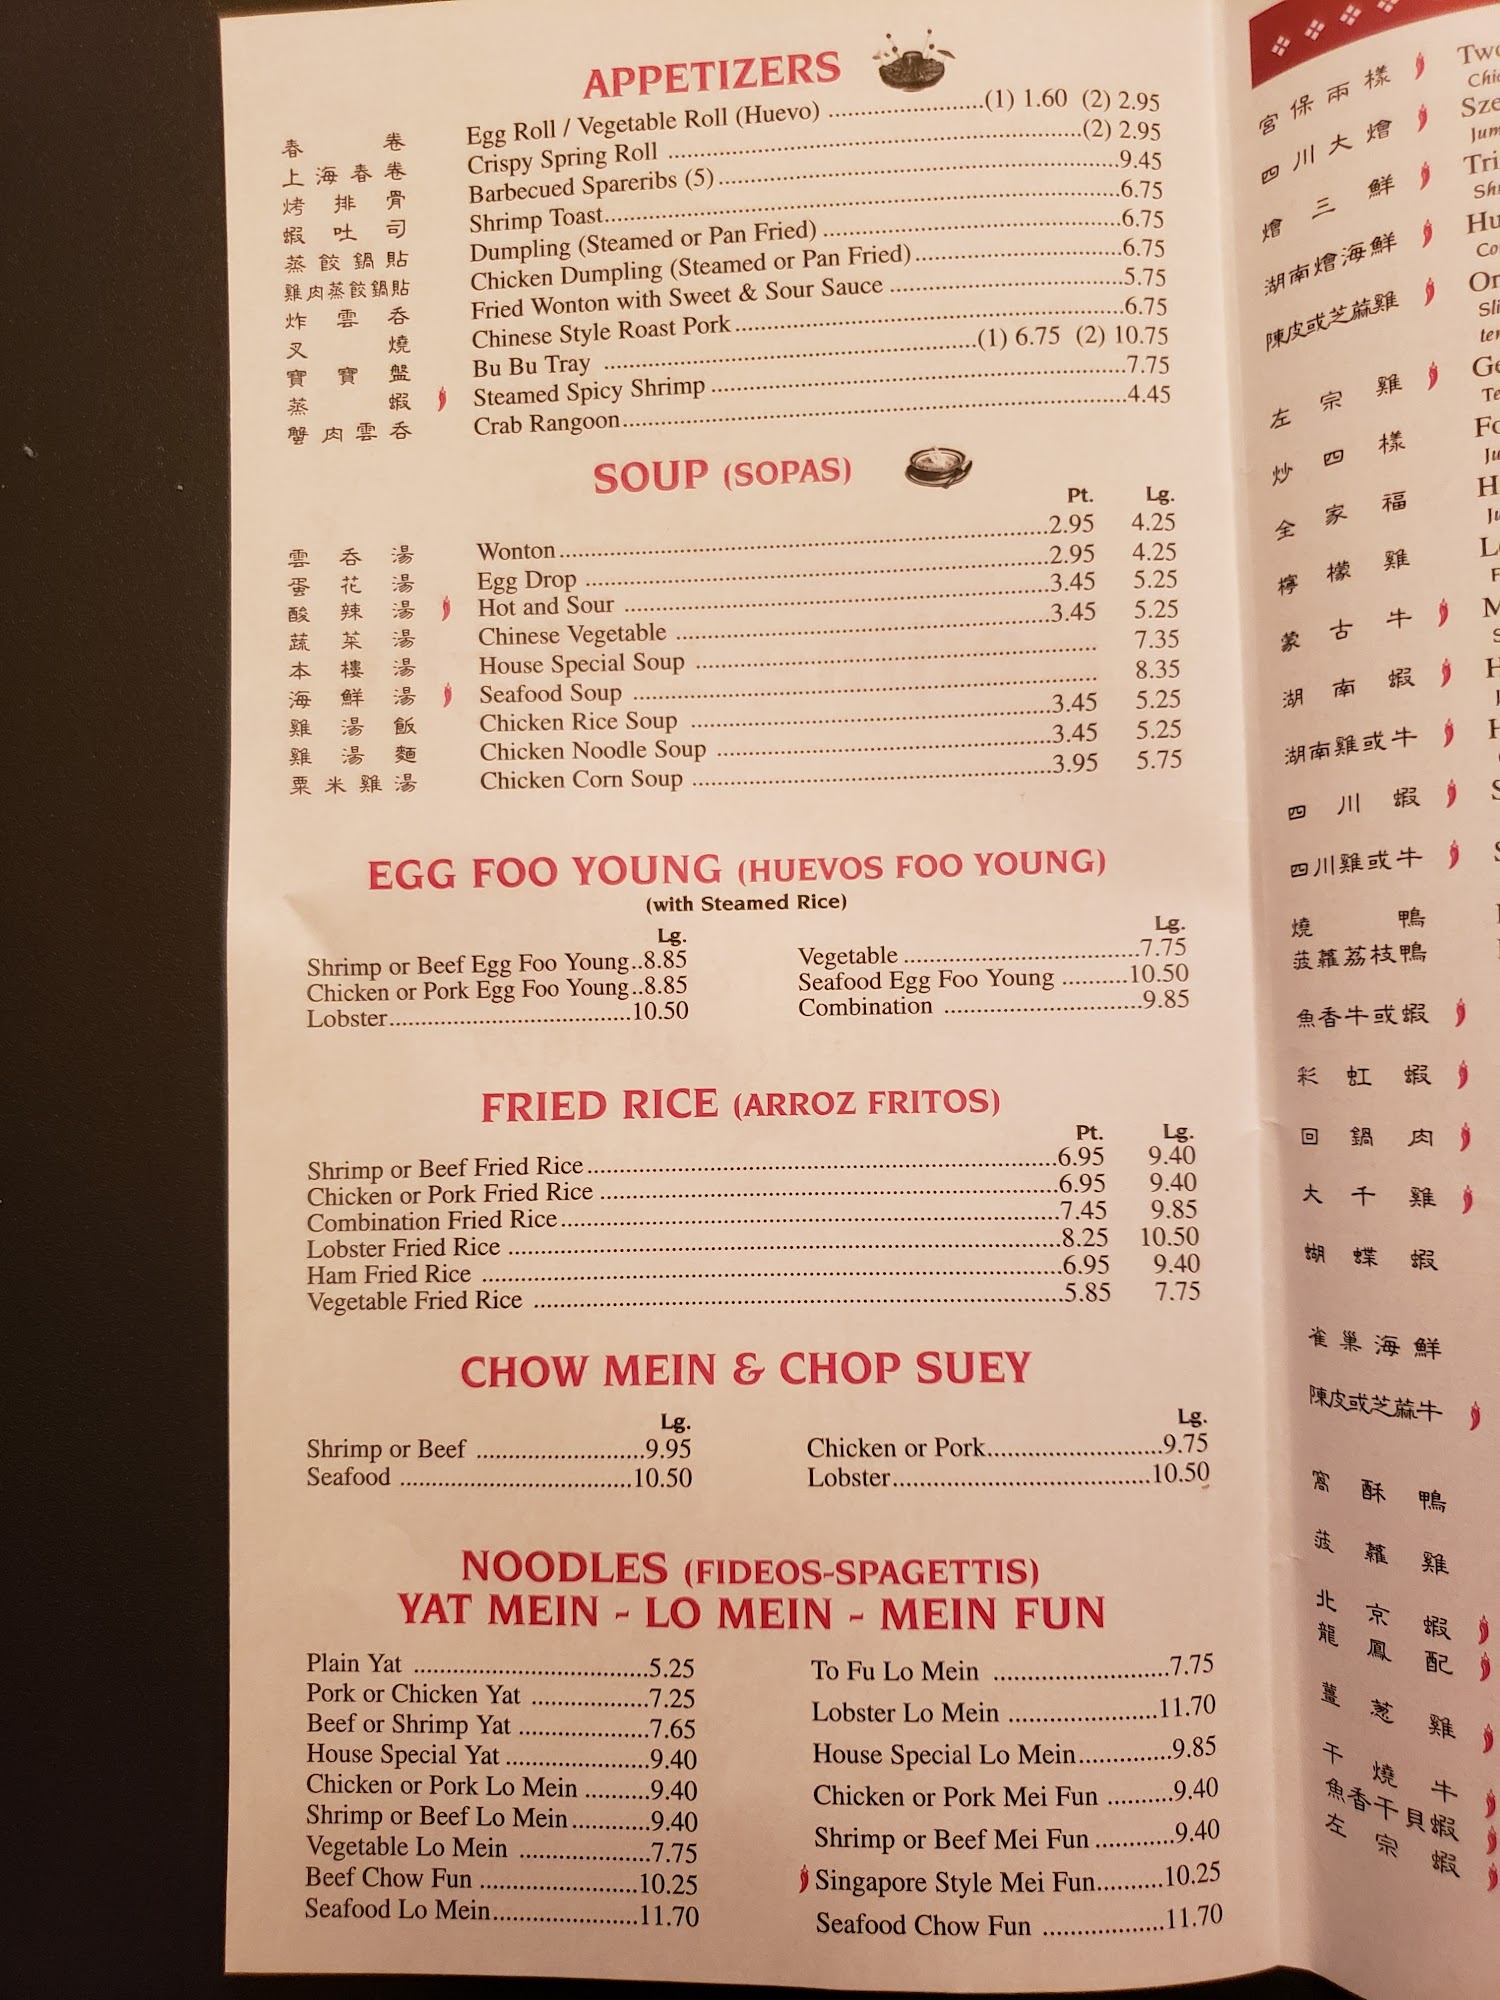 APPETIZERS
春卷 Egg Roll / Vegetable Roll (Huevo) (1) 1.60 (2) 2.95
上海春卷 Crispy Spring Roll (2) 2.95
烤排骨 Barbecued Spareribs (5) 9.45
蝦吐司 Shrimp Toast 6.75
蒸餃鍋貼 Dumpling (Steamed or Pan Fried) 6.75
雞肉蒸餃鍋貼 Chicken Dumpling (Steamed or Pan Fried) 6.75
炸雲吞 Fried Wonton with Sweet & Sour Sauce 5.75
叉燒 Chinese Style Roast Pork 6.75
寶寶盤 Bu Bu Tray (1) 6.75 (2) 10.75
蒸蝦 Steamed Spicy Shrimp 7.75
蟹肉雲吞 Crab Rangoon 4.45
SOUP (SOPAS)
Pt. Lg.
雲吞湯 Wonton 2.95 4.25
蛋花湯 Egg Drop 2.95 4.25
酸辣湯 Hot and Sour 3.45 5.25
蔬菜湯 Chinese Vegetable 3.45 5.25
本樓湯 House Special Soup 7.35
海鮮湯 Seafood Soup 8.35
雞湯飯 Chicken Rice Soup 3.45 5.25
雞湯麵 Chicken Noodle Soup 3.45 5.25
粟米雞湯 Chicken Corn Soup 3.95 5.75
EGG FOO YOUNG (HUEVOS FOO YOUNG)
(with Steamed Rice)
Lg.
Shrimp or Beef Egg Foo Young..8.85
Chicken or Pork Egg Foo Young..8.85
Lobster 10.50
Lg.
Vegetable 7.75
Seafood Egg Foo Young 10.50
Combination 9.85
FRIED RICE (ARROZ FRITOS)
Pt. Lg.
Shrimp or Beef Fried Rice 6.95 9.40
Chicken or Pork Fried Rice 6.95 9.40
Combination Fried Rice 7.45 9.85
Lobster Fried Rice 8.25 10.50
Ham Fried Rice 6.95 9.40
Vegetable Fried Rice 5.85 7.75
CHOW MEIN & CHOP SUEY
Lg.
Shrimp or Beef 9.95
Seafood 10.50
Lg.
Chicken or Pork 9.75
Lobster 10.50
NOODLES (FIDEOS-SPAGETTIS)
YAT MEIN - LO MEIN - MEIN FUN
Plain Yat 5.25
Pork or Chicken Yat 7.25
Beef or Shrimp Yat 7.65
House Special Yat 9.40
Chicken or Pork Lo Mein 9.40
Shrimp or Beef Lo Mein 9.40
Vegetable Lo Mein 7.75
Beef Chow Fun 10.25
Seafood Lo Mein 11.70
To Fu Lo Mein 7.75
Lobster Lo Mein 11.70
House Special Lo Mein 9.85
Chicken or Pork Mei Fun 9.40
Shrimp or Beef Mei Fun 9.40
Singapore Style Mei Fun 10.25
Seafood Chow Fun 11.70
宮保兩樣
四川大燴
燴三鮮
湖南燴海鮮
陳皮或芝蔴雞
左宗雞
炒四樣
全家福
檸檬雞
蒙古牛
湖南蝦
湖南雞或牛
四川蝦
四川雞或牛
燒鴨
菠蘿荔枝鴨
魚香牛或蝦
彩虹蝦
回鍋肉
大千雞
蝴蝶蝦
雀巢海鮮
陳皮或芝蔴牛
窩酥鴨
菠蘿雞
北京蝦
龍鳳配
薑蔥雞
干燒牛
魚香干貝蝦
左宗蝦